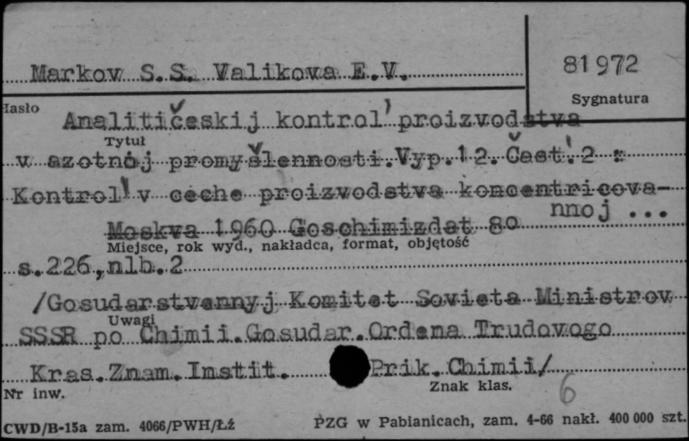 Markov S.S. Valikova E.V.
81972
Hasło
Sygnatura
Analitičeskij kontrol' proizvodstva
Tytuł
v azotnoj promyšlennosti.Vyp.12.Čast'.2 :
Kontrol' v ceche proizvodstva koncentricova-
nnoj ...
Moskva 1960 Goschimizdat 8o
Miejsce, rok wyd., nakładca, format, objętość
s.226,nlb.2
/Gosudarstvennyj Komitet Sovieta Ministrov
Uwagi
SSSR po Chimii.Gosudar.Ordena Trudovogo
Kras.Znam.Instit. Prik.Chimii/
Nr inw.
Znak klas.
6
CWD/B-15a zam. 4066/PWH/Łź
PZG w Pabianicach, zam. 4-66 nakł. 400 000 szt.